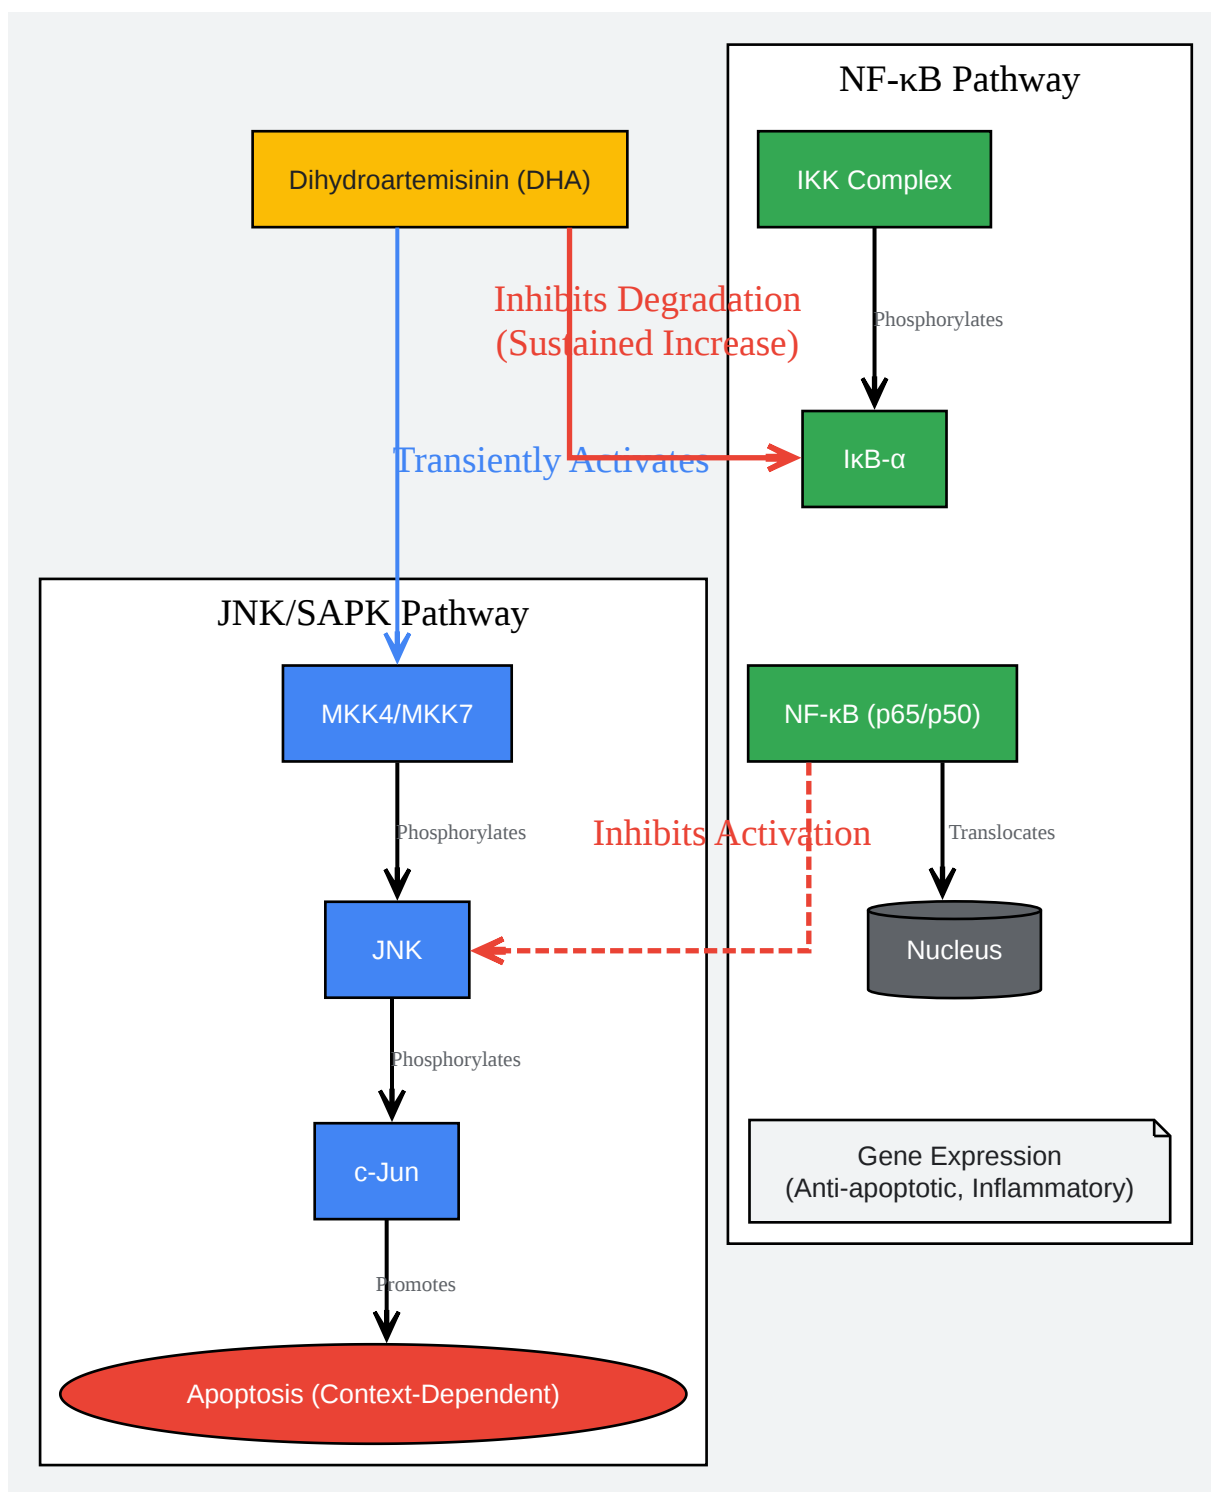 NF-κB Pathway
Dihydroartemisinin (DHA)
IKK Complex
Inhibits Degradation
(Sustained Increase)
Phosphorylates
Transiently Activates
IκB-α
JNK/SAPK Pathway
MKK4/MKK7
NF-κB (p65/p50)
Phosphorylates
Inhibits Activation
Translocates
JNK
Nucleus
Phosphorylates
c-Jun
Gene Expression
(Anti-apoptotic, Inflammatory)
Promotes
Apoptosis (Context-Dependent)